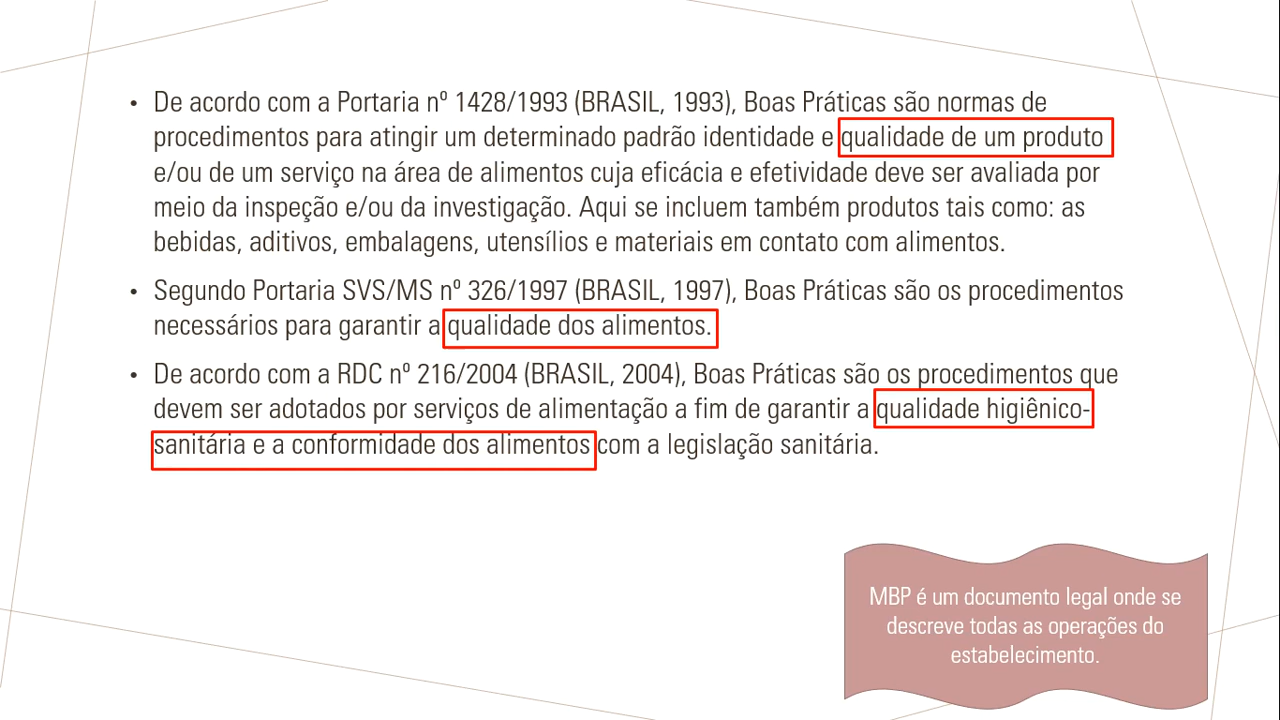 • De acordo com a Portaria nº 1428/1993 (BRASIL, 1993), Boas Práticas são normas de
procedimentos para atingir um determinado padrão identidade e qualidade de um produto
e/ou de um serviço na área de alimentos cuja eficácia e efetividade deve ser avaliada por
meio da inspeção e/ou da investigação. Aqui se incluem também produtos tais como: as
bebidas, aditivos, embalagens, utensílios e materiais em contato com alimentos.
• Segundo Portaria SVS/MS nº 326/1997 (BRASIL, 1997), Boas Práticas são os procedimentos
necessários para garantir a qualidade dos alimentos.
• De acordo com a RDC nº 216/2004 (BRASIL, 2004), Boas Práticas são os procedimentos que
devem ser adotados por serviços de alimentação a fim de garantir a qualidade higiênico-
sanitária e a conformidade dos alimentos com a legislação sanitária.
MBP é um documento legal onde se
descreve todas as operações do
estabelecimento.